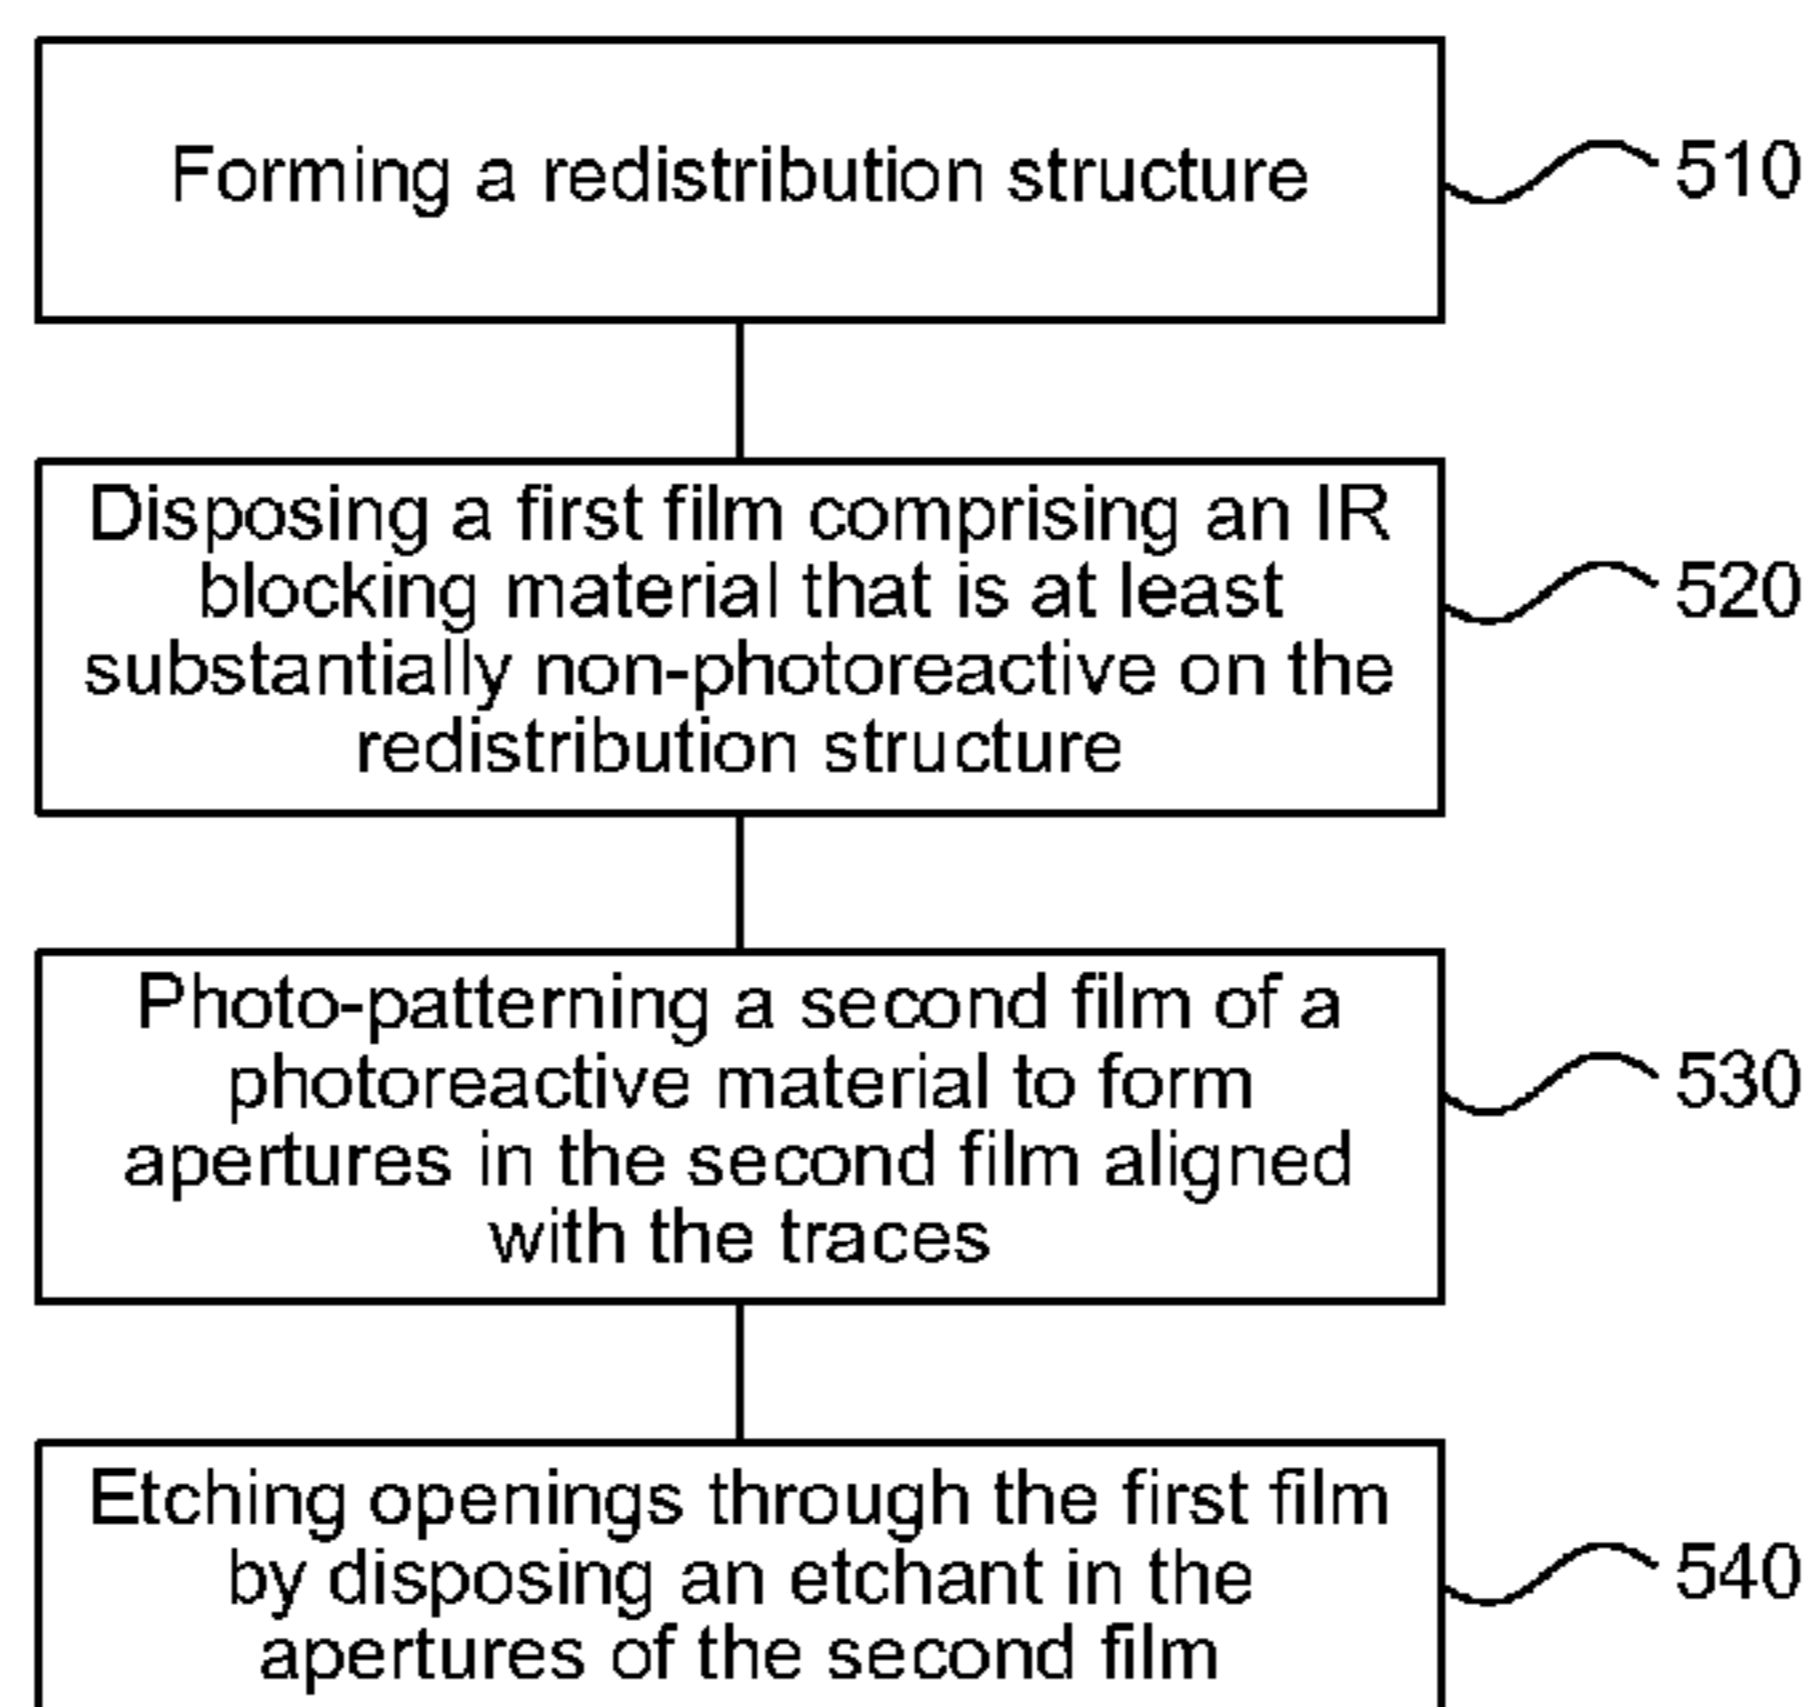 Forming a redistribution structure
510
Disposing a first film comprising an IR
blocking material that is at least
substantially non-photoreactive on the
redistribution structure
520
Photo-patterning a second film of a
photoreactive material to form
apertures in the second film aligned
with the traces
530
Etching openings through the first film
by disposing an etchant in the
apertures of the second film
540